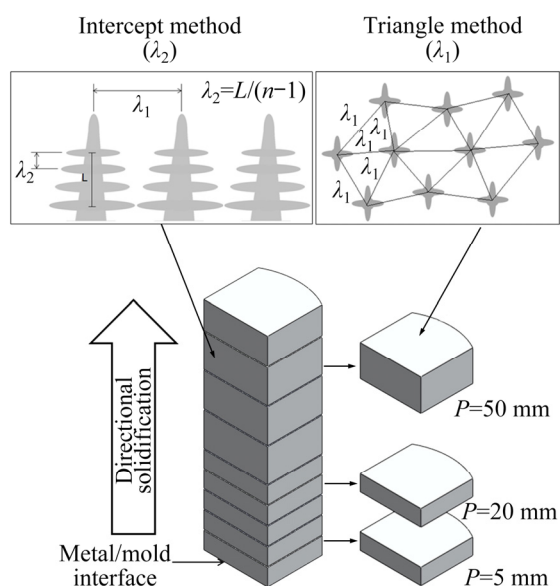 Intercept method
(λ2)
Triangle method
(λ1)
λ1
λ2=L/(n−1)
λ2
L
λ1
λ1
λ1
λ1
λ1
Directional
solidification
P=50 mm
P=20 mm
P=5 mm
Metal/mold
interface